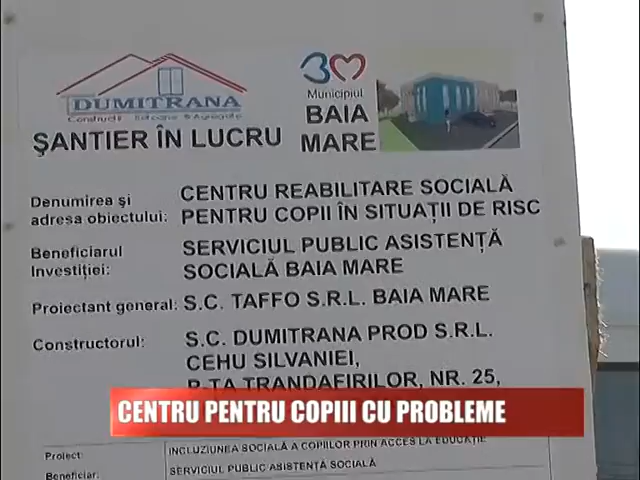 DUMITRANA
ŞANTIER ÎN LUCRU
Municipiul
BAIA
MARE
Denumirea şi
adresa obiectului:
CENTRU REABILITARE SOCIALĂ
PENTRU COPII ÎN SITUAŢII DE RISC
Beneficiarul
Investiţiei:
SERVICIUL PUBLIC ASISTENŢĂ
SOCIALĂ BAIA MARE
Proiectant general: S.C. TAFFO S.R.L. BAIA MARE
Constructorul:
S.C. DUMITRANA PROD S.R.L.
CEHU SILVANIEI,
P-TA TRANDAFIRILOR, NR. 25,
CENTRU PENTRU COPIII CU PROBLEME
Proiect: INCLUZIUNEA SOCIALĂ A COPIILOR PRIN ACCES LA EDUCAŢIE
Beneficiar: SERVICIUL PUBLIC ASISTENŢĂ SOCIALĂ